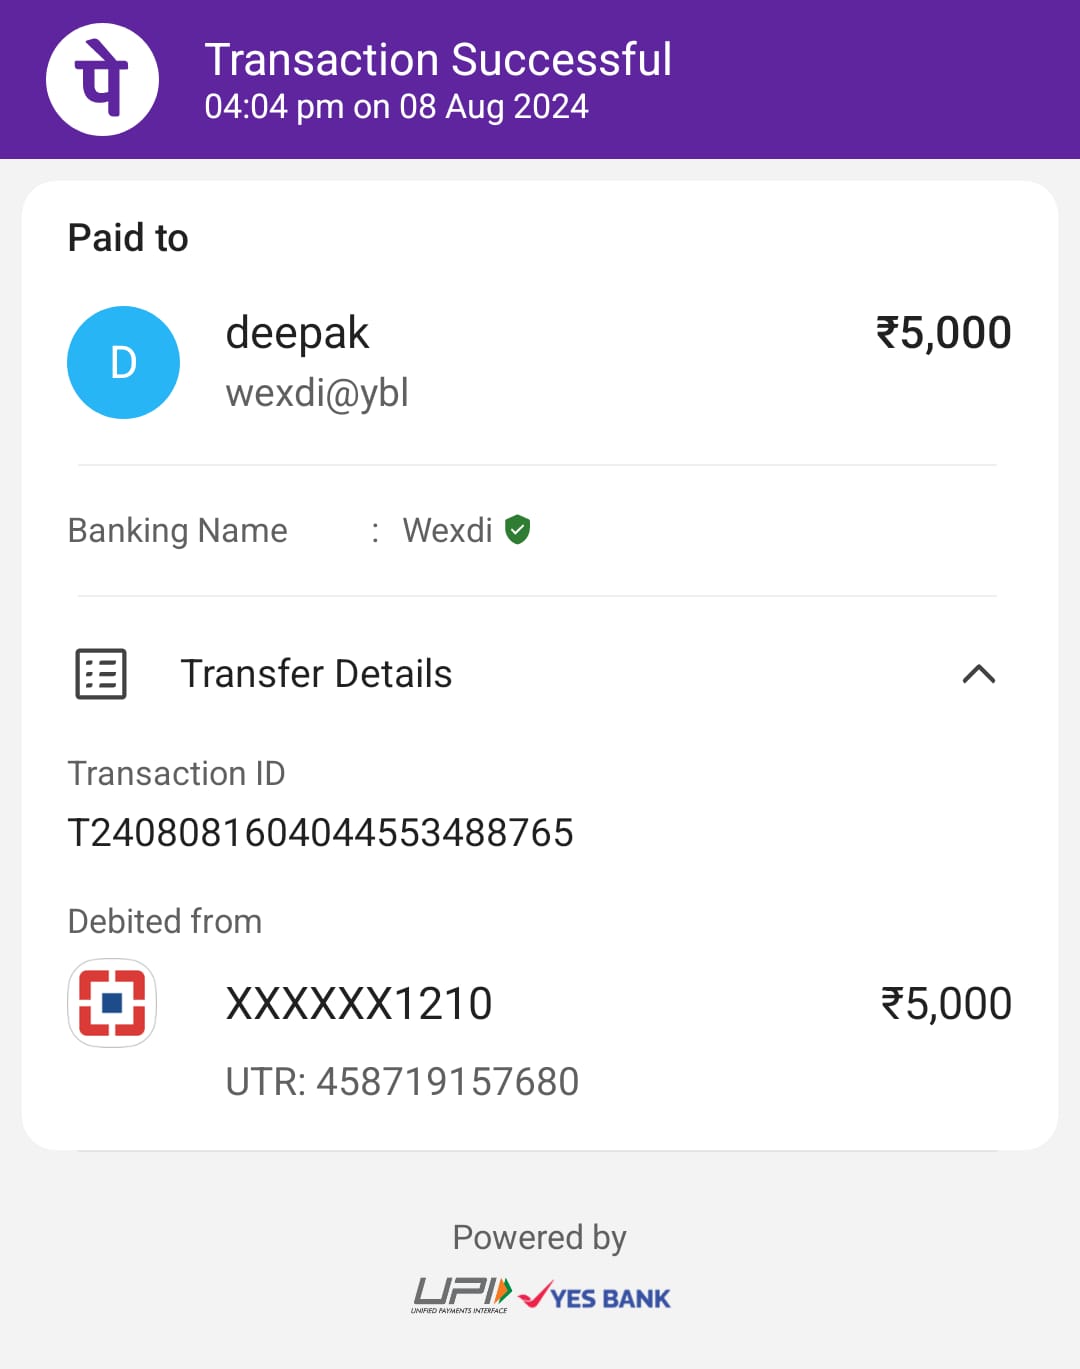 पे
Transaction Successful
04:04 pm on 08 Aug 2024
Paid to
D
deepak
₹5,000
wexdi@ybl
Banking Name : Wexdi
Transfer Details
Transaction ID
T2408081604044553488765
Debited from
XXXXXX1210
₹5,000
UTR: 458719157680
Powered by
UPI
UNIFIED PAYMENTS INTERFACE
YES BANK